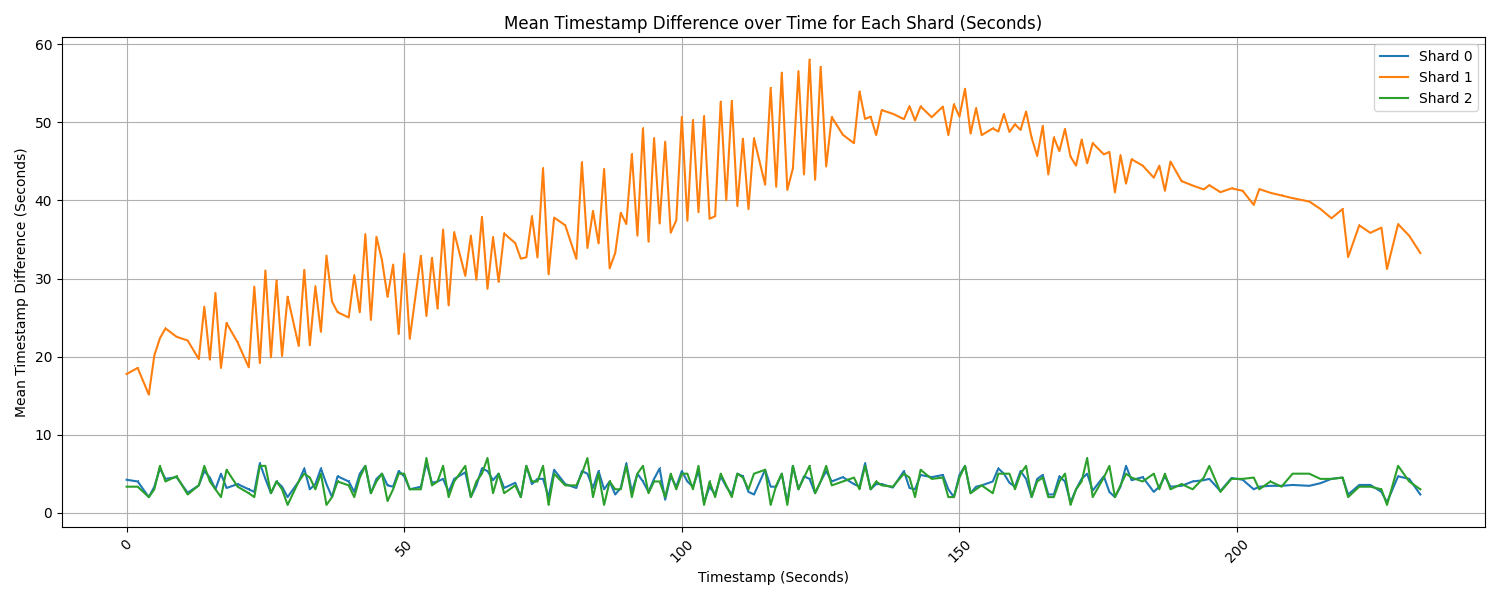 Mean Timestamp Difference over Time for Each Shard (Seconds)
Mean Timestamp Difference (Seconds)
60
50
40
30
20
10
0
Shard 0
Shard 1
Shard 2
0
50
100
150
200
Timestamp (Seconds)